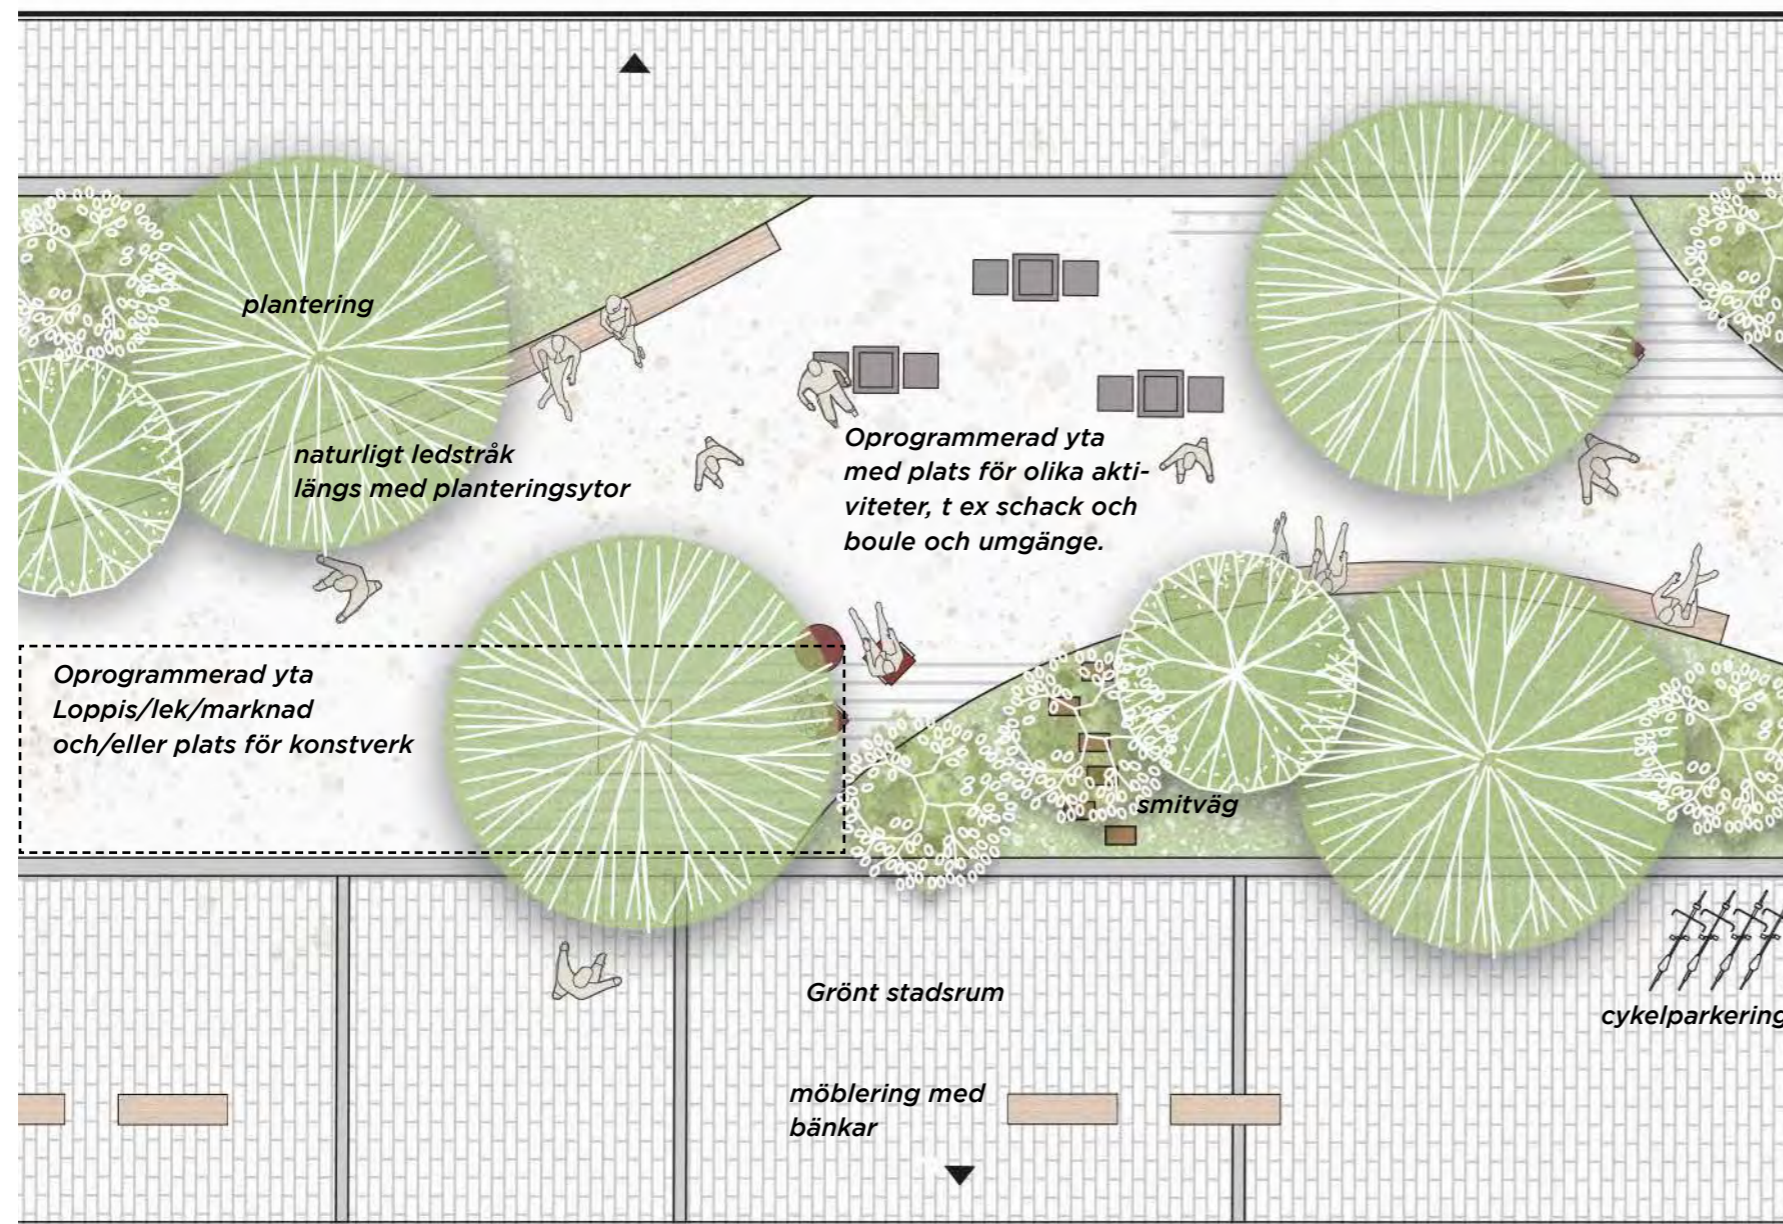 plantering
naturligt ledstråk
längs med planteringsytor
Oprogrammerad yta
med plats för olika akti-
viteter, t ex schack och
boule och umgänge.
Oprogrammerad yta
Loppis/lek/marknad
och/eller plats för konstverk
smitväg
Grönt stadsrum
cykelparkering
möblering med
bänkar